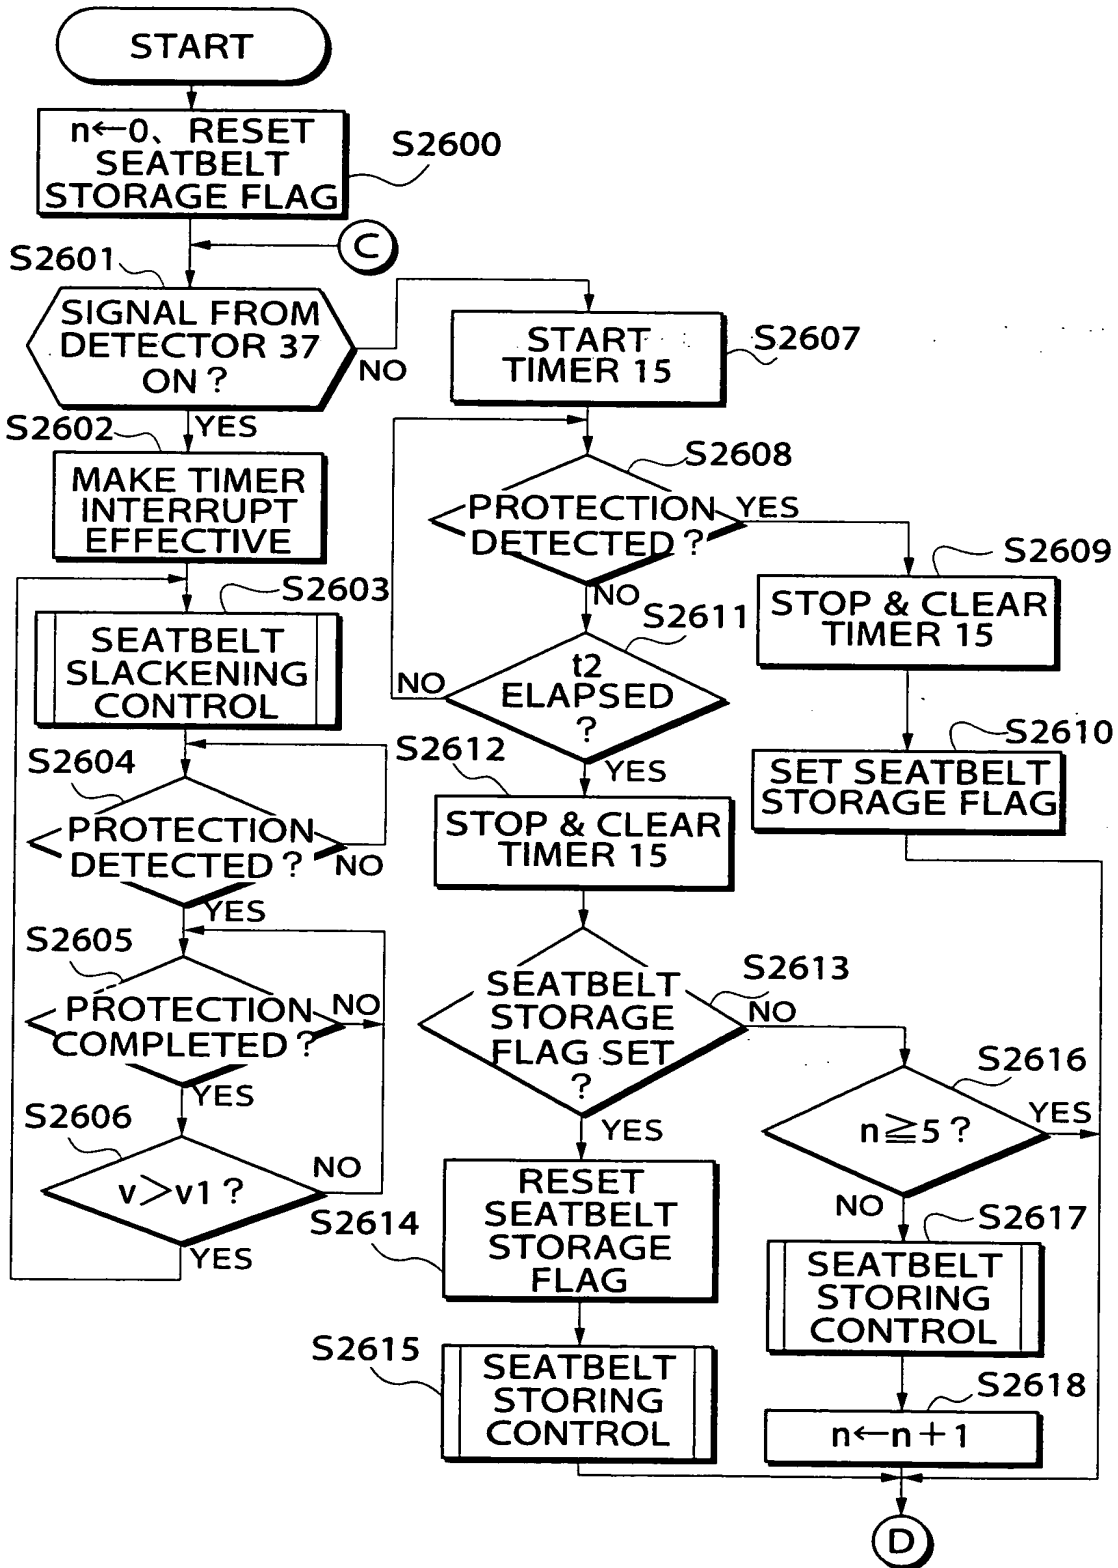 START
n←0、RESET
SEATBELT
STORAGE FLAG
S2600
C
S2601
SIGNAL FROM
DETECTOR 37
ON?
NO
YES
S2602
MAKE TIMER
INTERRUPT
EFFECTIVE
S2603
SEATBELT
SLACKENING
CONTROL
S2604
PROTECTION
DETECTED?
NO
YES
S2605
PROTECTION
COMPLETED?
NO
YES
S2606
v>v1?
NO
YES
START
TIMER 15
S2607
S2608
PROTECTION
DETECTED?
YES
NO
S2609
STOP & CLEAR
TIMER 15
S2610
SET SEATBELT
STORAGE FLAG
S2611
t2
ELAPSED
?
NO
YES
S2612
STOP & CLEAR
TIMER 15
S2613
SEATBELT
STORAGE
FLAG SET
?
NO
YES
S2614
RESET
SEATBELT
STORAGE
FLAG
S2615
SEATBELT
STORING
CONTROL
S2616
n≧5?
YES
NO
S2617
SEATBELT
STORING
CONTROL
S2618
n←n+1
D